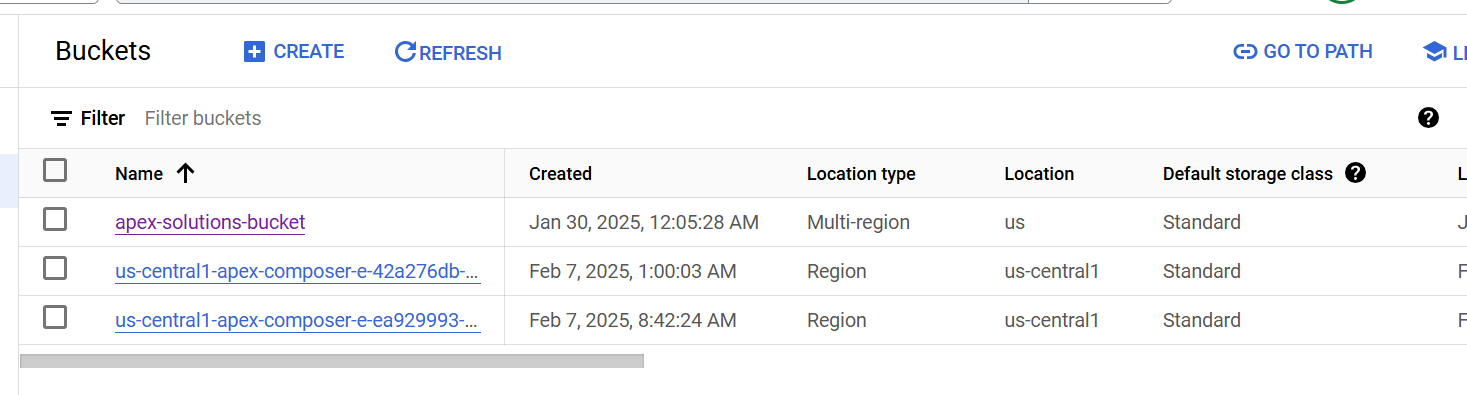 Buckets CREATE REFRESH GO TO PATH
Filter Filter buckets
Name Created Location type Location Default storage class
apex-solutions-bucket Jan 30, 2025, 12:05:28 AM Multi-region us Standard
us-central1-apex-composer-e-42a276db-... Feb 7, 2025, 1:00:03 AM Region us-central1 Standard
us-central1-apex-composer-e-ea929993-... Feb 7, 2025, 8:42:24 AM Region us-central1 Standard